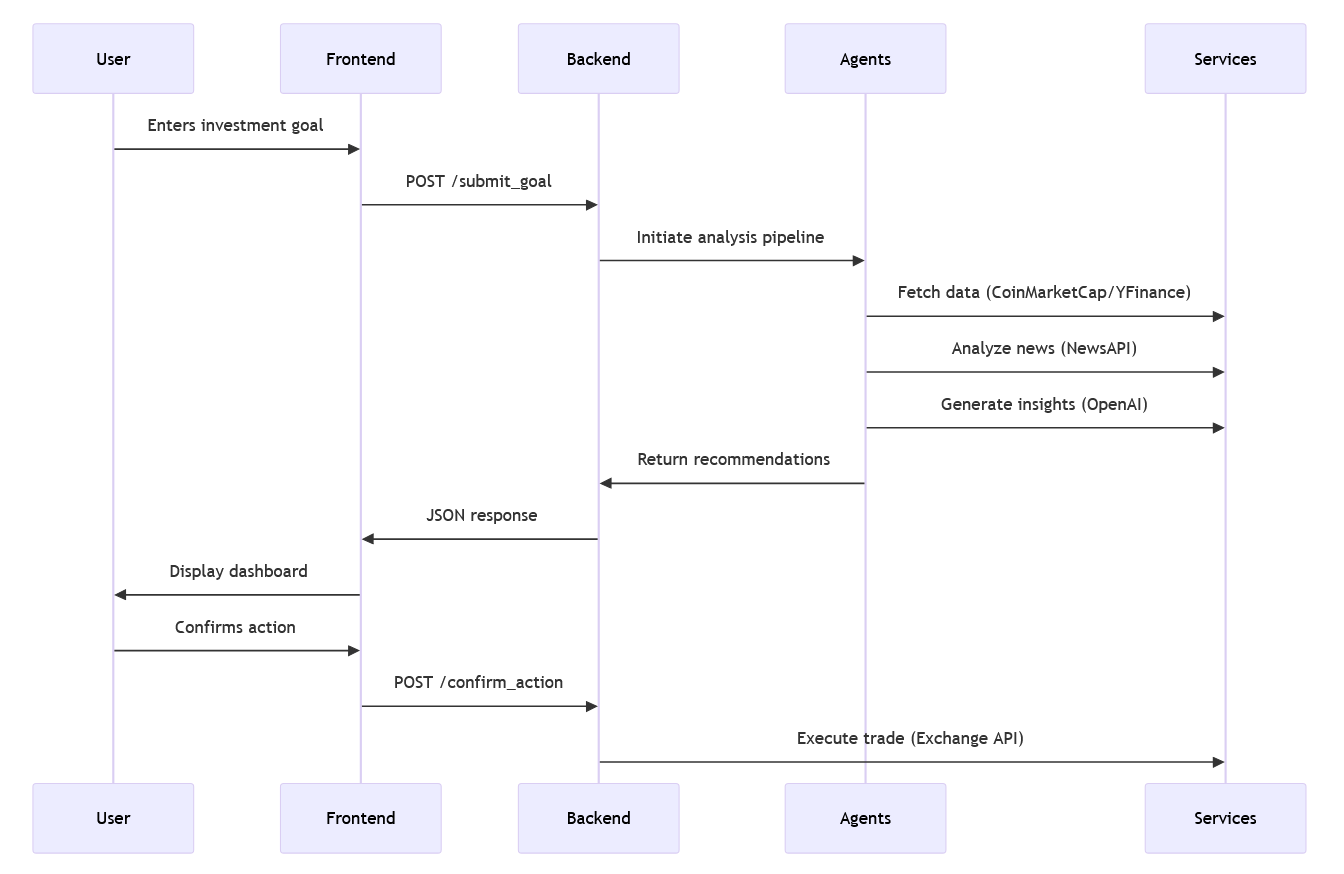 User
Frontend
Backend
Agents
Services
Enters investment goal
POST /submit_goal
Initiate analysis pipeline
Fetch data (CoinMarketCap/YFinance)
Analyze news (NewsAPI)
Generate insights (OpenAI)
Return recommendations
JSON response
Display dashboard
Confirms action
POST /confirm_action
Execute trade (Exchange API)
User
Frontend
Backend
Agents
Services